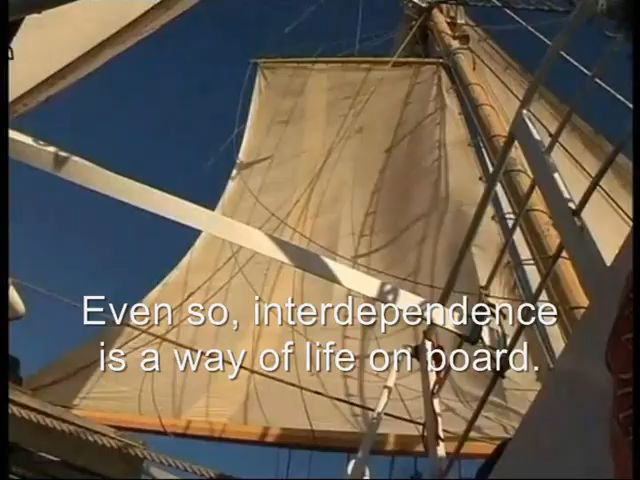 Even so, interdependence
is a way of life on board.